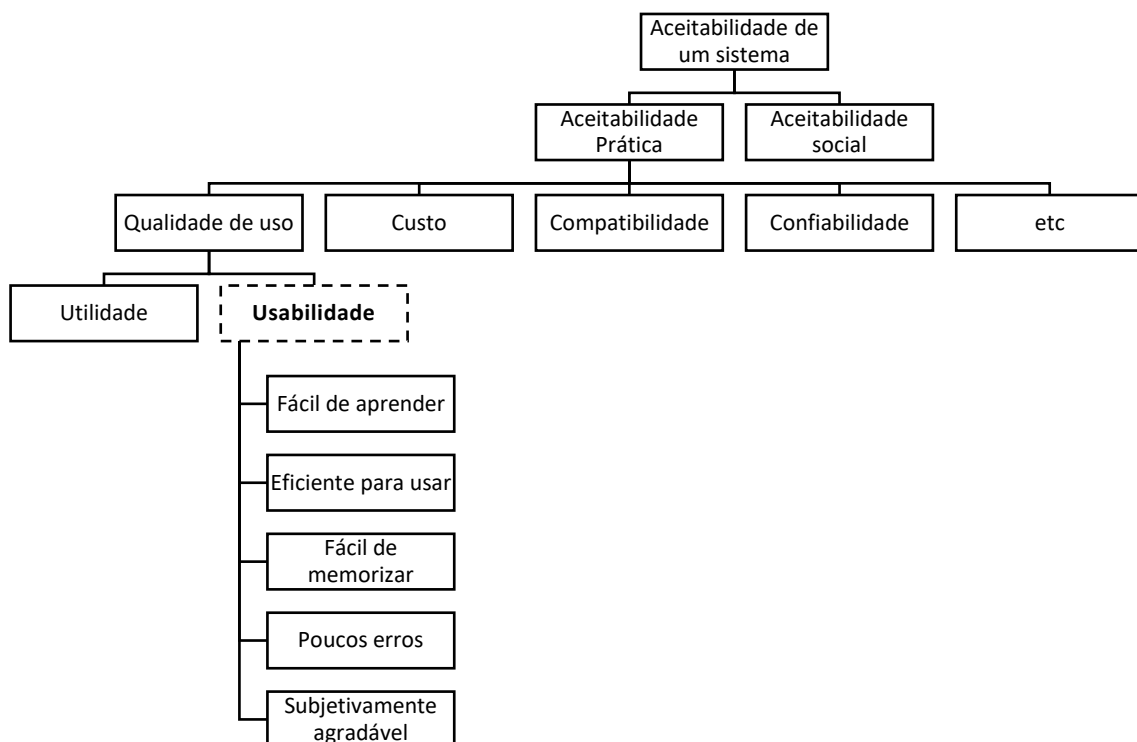 Aceitabilidade de
um sistema
Aceitabilidade
Prática
Aceitabilidade
social
Qualidade de uso
Custo
Compatibilidade
Confiabilidade
etc
Utilidade
Usabilidade
Fácil de aprender
Eficiente para usar
Fácil de
memorizar
Poucos erros
Subjetivamente
agradável